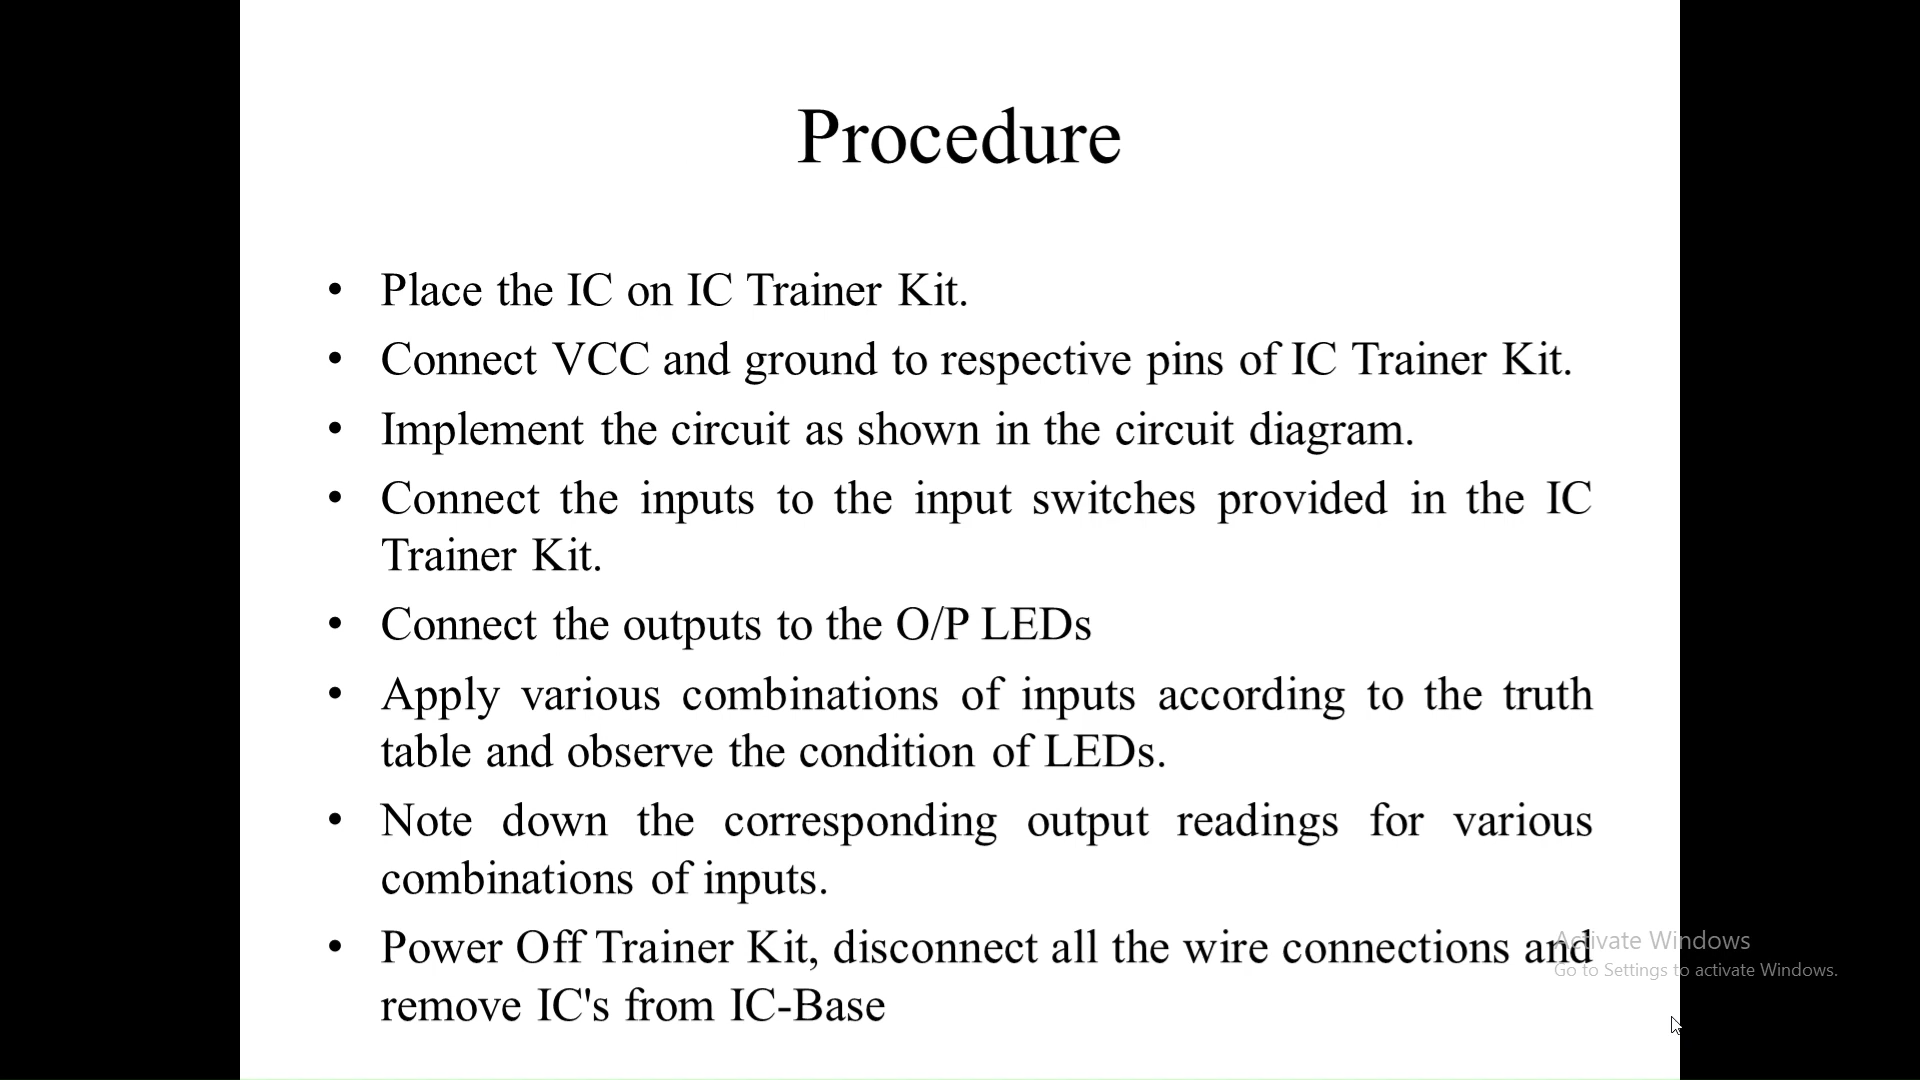 Procedure
• Place the IC on IC Trainer Kit.
• Connect VCC and ground to respective pins of IC Trainer Kit.
• Implement the circuit as shown in the circuit diagram.
• Connect the inputs to the input switches provided in the IC
Trainer Kit.
• Connect the outputs to the O/P LEDs
• Apply various combinations of inputs according to the truth
table and observe the condition of LEDs.
• Note down the corresponding output readings for various
combinations of inputs.
• Power Off Trainer Kit, disconnect all the wire connections and
remove IC's from IC-Base
Activate Windows
Go to Settings to activate Windows.